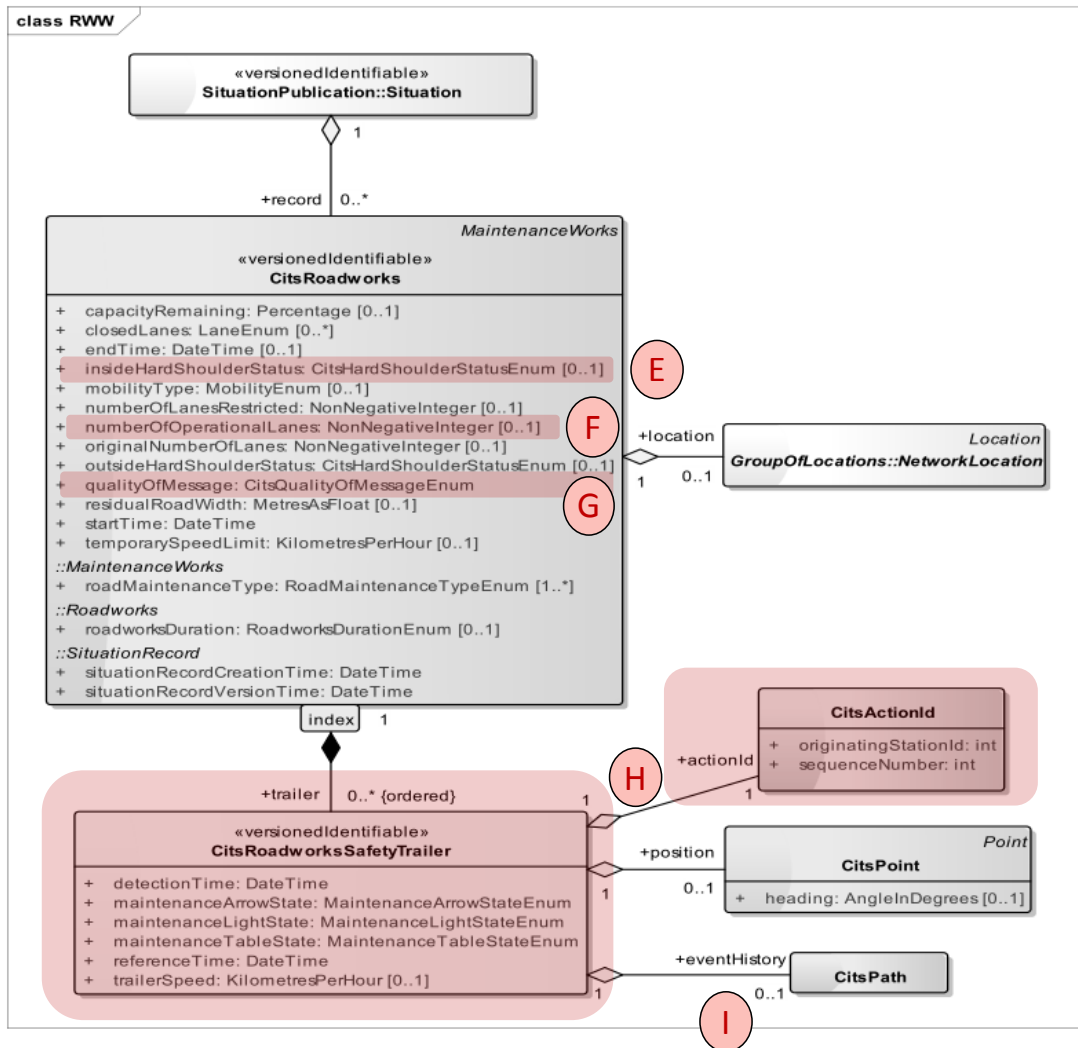 class RWW
«versionedIdentifiable»
SituationPublication::Situation
1
+record 0..*
MaintenanceWorks
«versionedIdentifiable»
CitsRoadworks
+ capacityRemaining: Percentage [0..1]
+ closedLanes: LaneEnum [0..*]
+ endTime: DateTime [0..1]
+ insideHardShoulderStatus: CitsHardShoulderStatusEnum [0..1]
E
+ mobilityType: MobilityEnum [0..1]
+ numberOfLanesRestricted: NonNegativeInteger [0..1]
+ numberOfOperationalLanes: NonNegativeInteger [0..1]
F
+ originalNumberOfLanes: NonNegativeInteger [0..1]
+ outsideHardShoulderStatus: CitsHardShoulderStatusEnum [0..1]
+ qualityOfMessage: CitsQualityOfMessageEnum
G
+ residualRoadWidth: MetresAsFloat [0..1]
+ startTime: DateTime
+ temporarySpeedLimit: KilometresPerHour [0..1]
::MaintenanceWorks
+ roadMaintenanceType: RoadMaintenanceTypeEnum [1..*]
::Roadworks
+ roadworksDuration: RoadworksDurationEnum [0..1]
::SituationRecord
+ situationRecordCreationTime: DateTime
+ situationRecordVersionTime: DateTime
+location
1 0..1
Location
GroupOfLocations::NetworkLocation
index 1
+trailer 0..* {ordered}
«versionedIdentifiable»
CitsRoadworksSafetyTrailer
+ detectionTime: DateTime
+ maintenanceArrowState: MaintenanceArrowStateEnum
+ maintenanceLightState: MaintenanceLightStateEnum
+ maintenanceTableState: MaintenanceTableStateEnum
+ referenceTime: DateTime
+ trailerSpeed: KilometresPerHour [0..1]
H
+actionId
1 1
CitsActionId
+ originatingStationId: int
+ sequenceNumber: int
+position
1 0..1
Point
CitsPoint
+ heading: AngleInDegrees [0..1]
+eventHistory
1 0..1
CitsPath
I